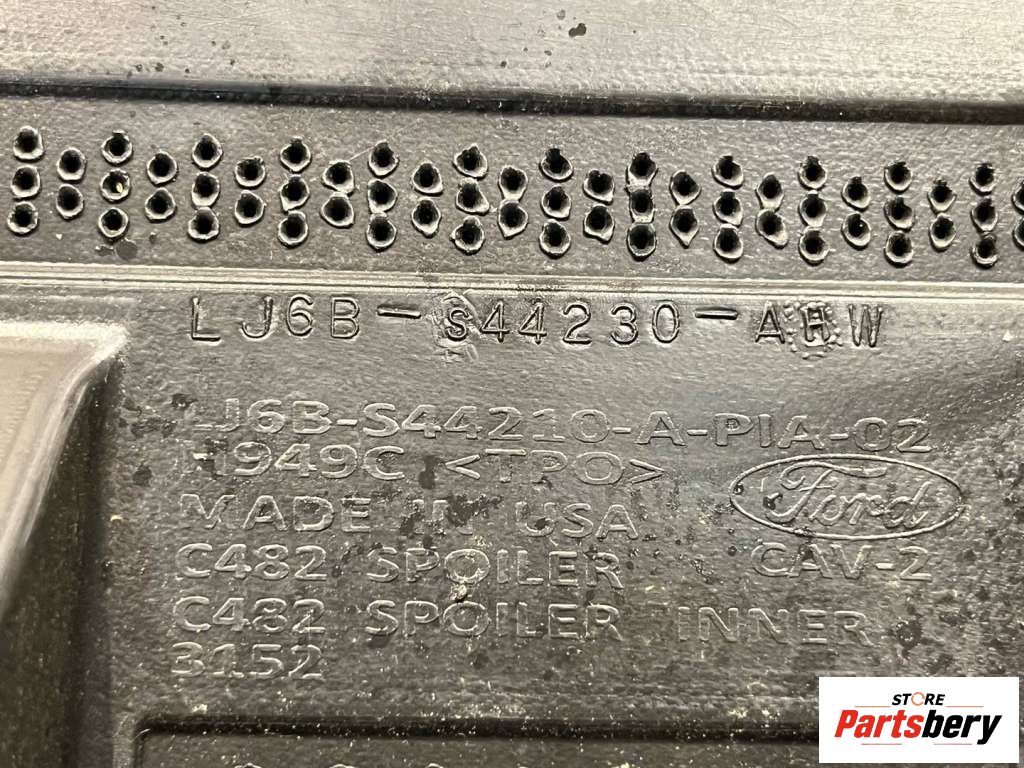 LJ6B-S44230-AHW
LJ6B-S44210-A-PIA-02
H949C <TPO>
Ford
MADE IN USA
C482 SPOILER CAV-2
C482 SPOILER INNER
3152
STORE
Partsbery